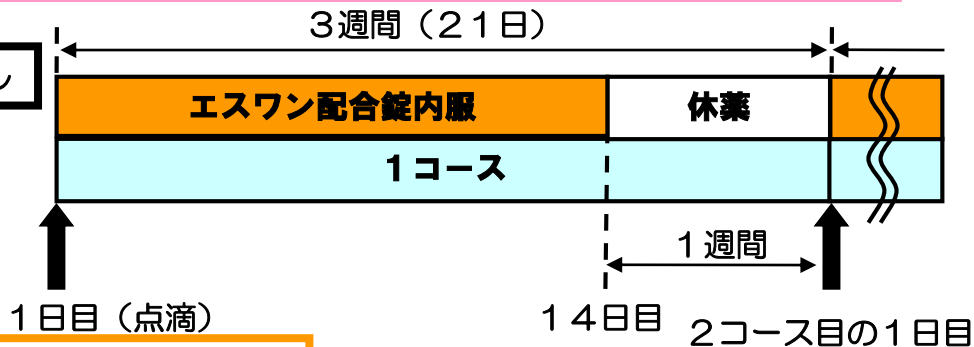 3週間（21日）
エスワン配合錠内服
休薬
1コース
1週間
1日目（点滴）
14日目
2コース目の1日目